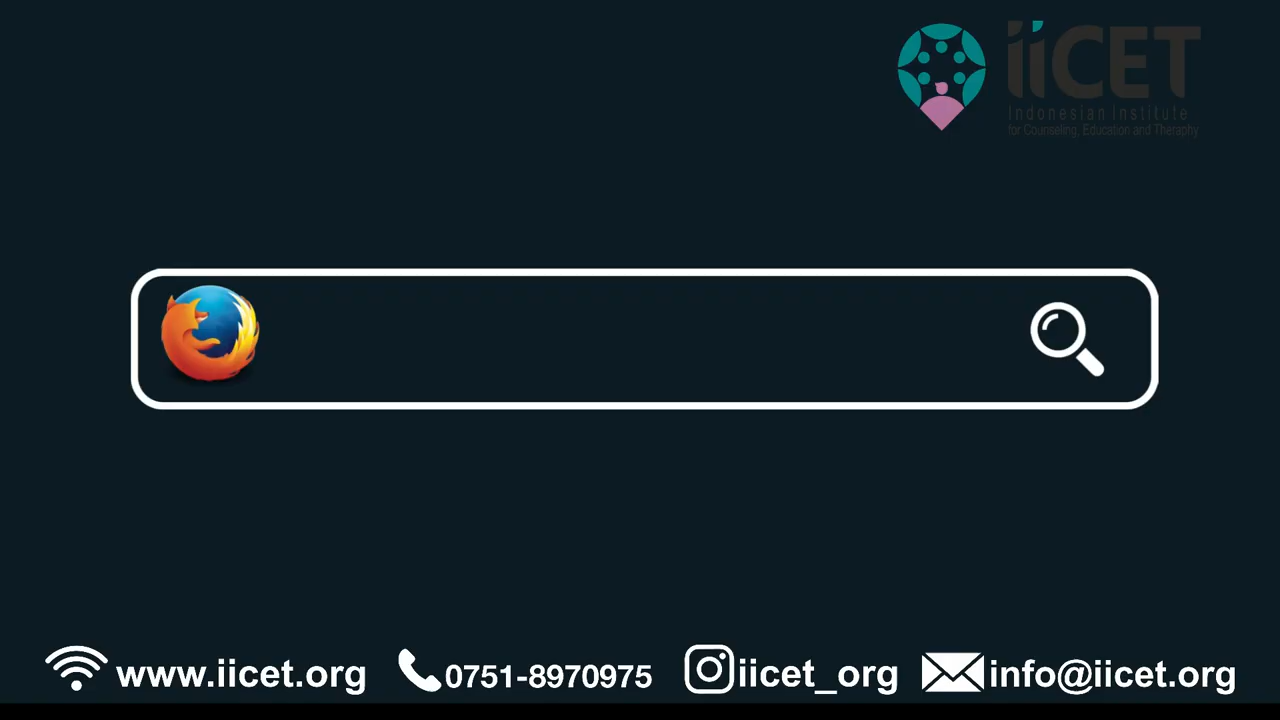 iiCET
Indonesian Institute
for Counseling, Education and Theraphy
www.iicet.org
0751-8970975
iicet_org
info@iicet.org